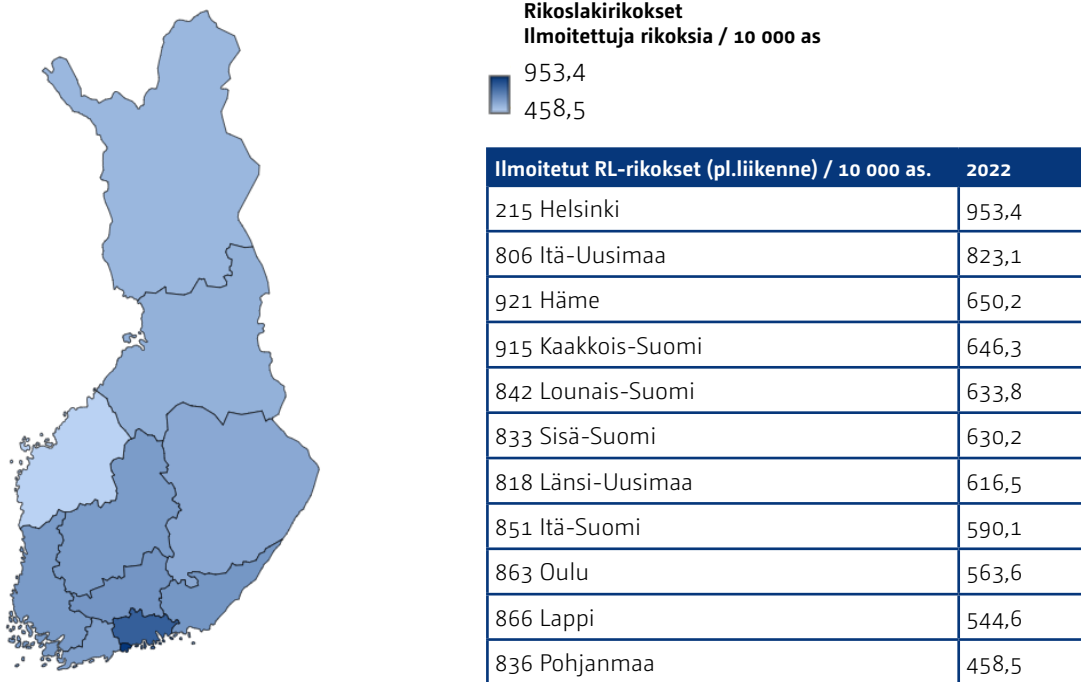 Rikoslakirikokset
Ilmoitettuja rikoksia / 10 000 as
953,4
458,5
Ilmoitetut RL-rikokset (pl.liikenne) / 10 000 as. 2022
215 Helsinki 953,4
806 Itä-Uusimaa 823,1
921 Häme 650,2
915 Kaakkois-Suomi 646,3
842 Lounais-Suomi 633,8
833 Sisä-Suomi 630,2
818 Länsi-Uusimaa 616,5
851 Itä-Suomi 590,1
863 Oulu 563,6
866 Lappi 544,6
836 Pohjanmaa 458,5